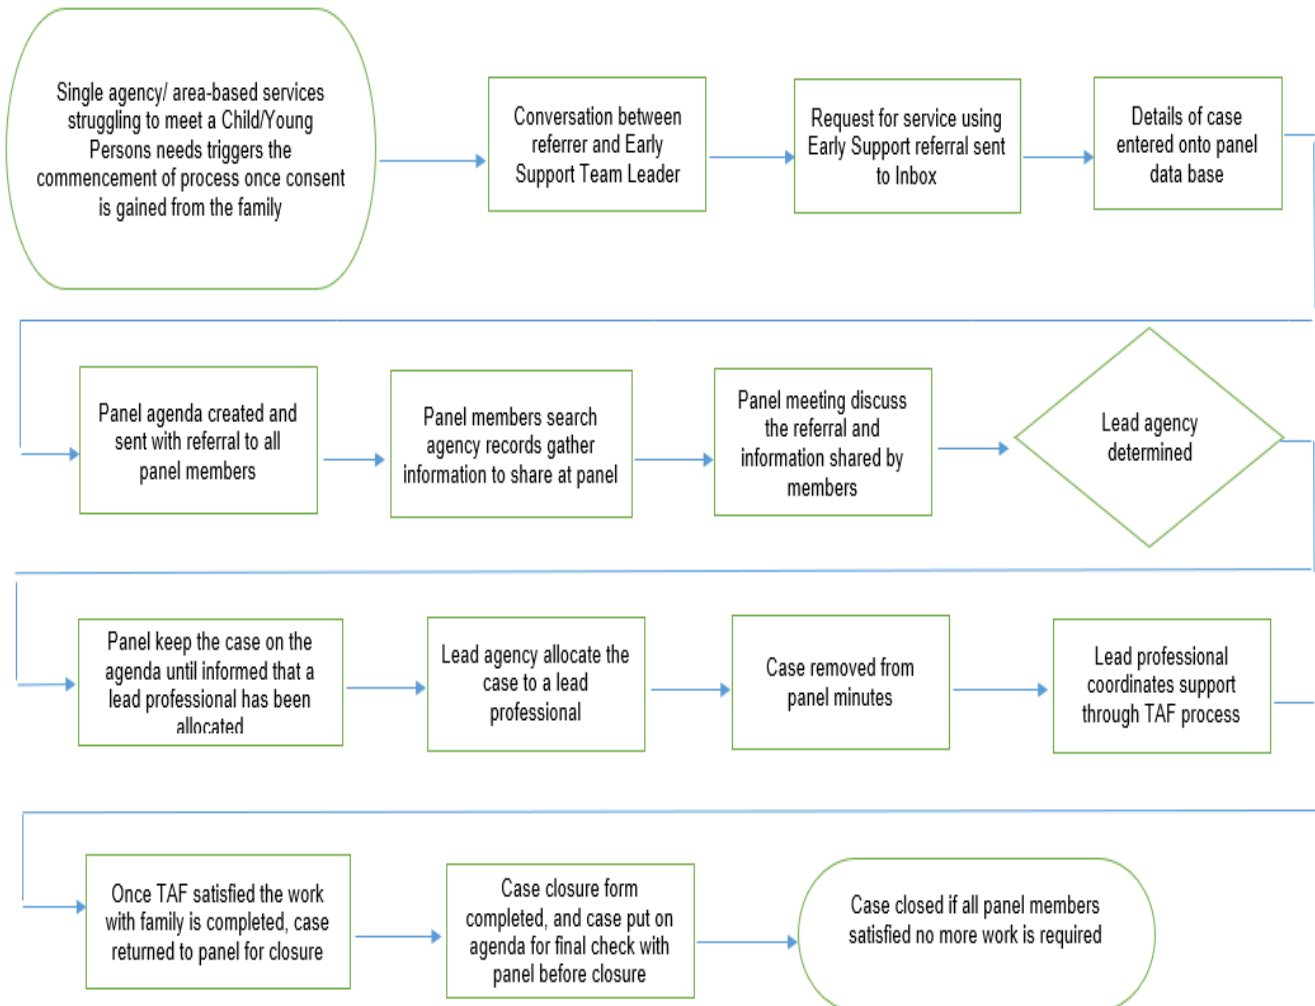 Single agency/ area-based services
struggling to meet a Child/Young
Persons needs triggers the
commencement of process once consent
is gained from the family
Conversation between
referrer and Early
Support Team Leader
Request for service using
Early Support referral sent
to Inbox
Details of case
entered onto panel
data base
Panel agenda created and
sent with referral to all
panel members
Panel members search
agency records gather
information to share at panel
Panel meeting discuss
the referral and
information shared by
members
Lead agency
determined
Panel keep the case on the
agenda until informed that a
lead professional has been
allocated
Lead agency allocate the
case to a lead
professional
Case removed from
panel minutes
Lead professional
coordinates support
through TAF process
Once TAF satisfied the work
with family is completed, case
returned to panel for closure
Case closure form
completed, and case put on
agenda for final check with
panel before closure
Case closed if all panel members
satisfied no more work is required